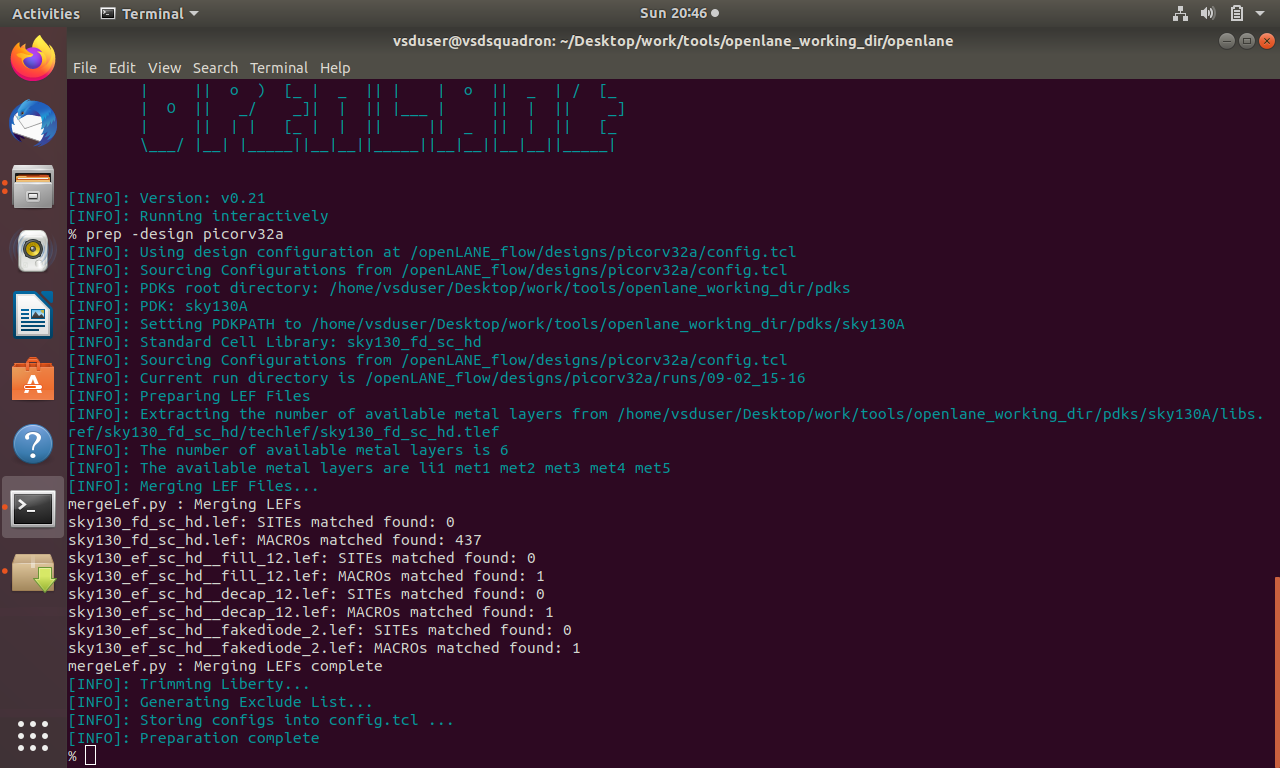 Activities Terminal Sun 20:46
vsduser@vsdsquadron: ~/Desktop/work/tools/openlane_working_dir/openlane
File Edit View Search Terminal Help
|     ||  o  )  [_ |  _  || |    |  o  ||  _  | /  [_
|  O  ||   _/    _]|  |  || |___ |     ||  |  ||    _]
|     ||  | |   [_ |  |  ||     ||  _  ||  |  ||   [_
\___/ |__| |_____||__|__||_____||__|__||__|__||_____|
[INFO]: Version: v0.21
[INFO]: Running interactively
% prep -design picorv32a
[INFO]: Using design configuration at /openLANE_flow/designs/picorv32a/config.tcl
[INFO]: Sourcing Configurations from /openLANE_flow/designs/picorv32a/config.tcl
[INFO]: PDKs root directory: /home/vsduser/Desktop/work/tools/openlane_working_dir/pdks
[INFO]: PDK: sky130A
[INFO]: Setting PDKPATH to /home/vsduser/Desktop/work/tools/openlane_working_dir/pdks/sky130A
[INFO]: Standard Cell Library: sky130_fd_sc_hd
[INFO]: Sourcing Configurations from /openLANE_flow/designs/picorv32a/config.tcl
[INFO]: Current run directory is /openLANE_flow/designs/picorv32a/runs/09-02_15-16
[INFO]: Preparing LEF Files
[INFO]: Extracting the number of available metal layers from /home/vsduser/Desktop/work/tools/openlane_working_dir/pdks/sky130A/libs.
ref/sky130_fd_sc_hd/techlef/sky130_fd_sc_hd.tlef
[INFO]: The number of available metal layers is 6
[INFO]: The available metal layers are li1 met1 met2 met3 met4 met5
[INFO]: Merging LEF Files...
mergeLef.py : Merging LEFs
sky130_fd_sc_hd.lef: SITEs matched found: 0
sky130_fd_sc_hd.lef: MACROs matched found: 437
sky130_ef_sc_hd__fill_12.lef: SITEs matched found: 0
sky130_ef_sc_hd__fill_12.lef: MACROs matched found: 1
sky130_ef_sc_hd__decap_12.lef: SITEs matched found: 0
sky130_ef_sc_hd__decap_12.lef: MACROs matched found: 1
sky130_ef_sc_hd__fakediode_2.lef: SITEs matched found: 0
sky130_ef_sc_hd__fakediode_2.lef: MACROs matched found: 1
mergeLef.py : Merging LEFs complete
[INFO]: Trimming Liberty...
[INFO]: Generating Exclude List...
[INFO]: Storing configs into config.tcl ...
[INFO]: Preparation complete
%